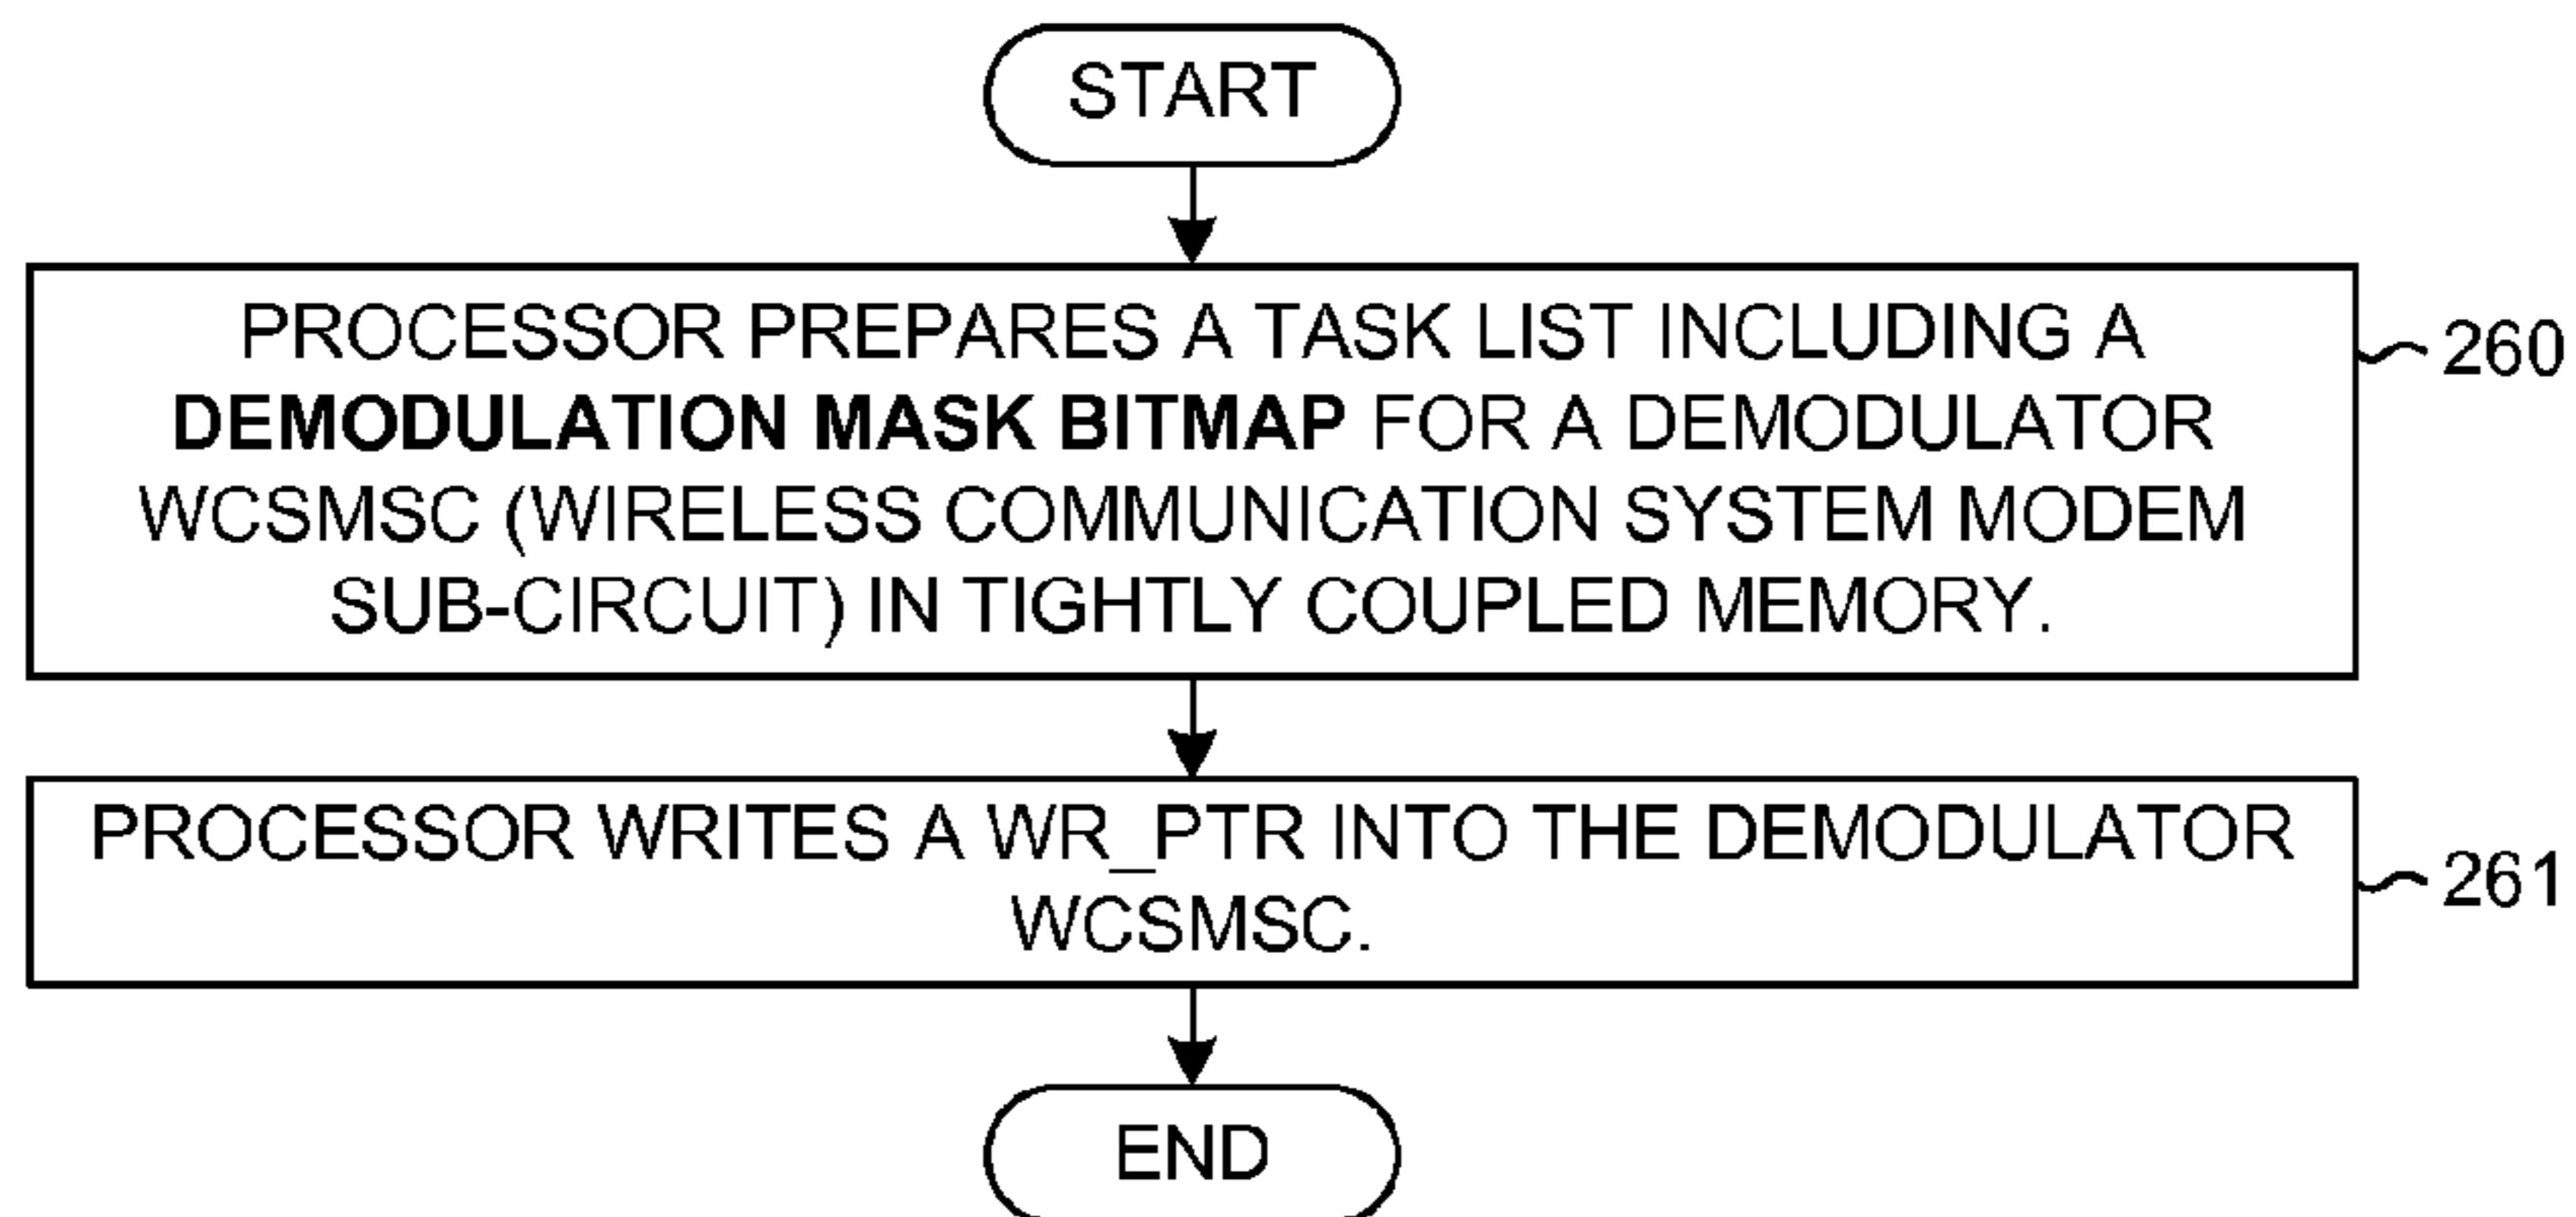 START
PROCESSOR PREPARES A TASK LIST INCLUDING A
DEMODULATION MASK BITMAP FOR A DEMODULATOR
WCSMSC (WIRELESS COMMUNICATION SYSTEM MODEM
SUB-CIRCUIT) IN TIGHTLY COUPLED MEMORY.
260
PROCESSOR WRITES A WR_PTR INTO THE DEMODULATOR
WCSMSC.
261
END